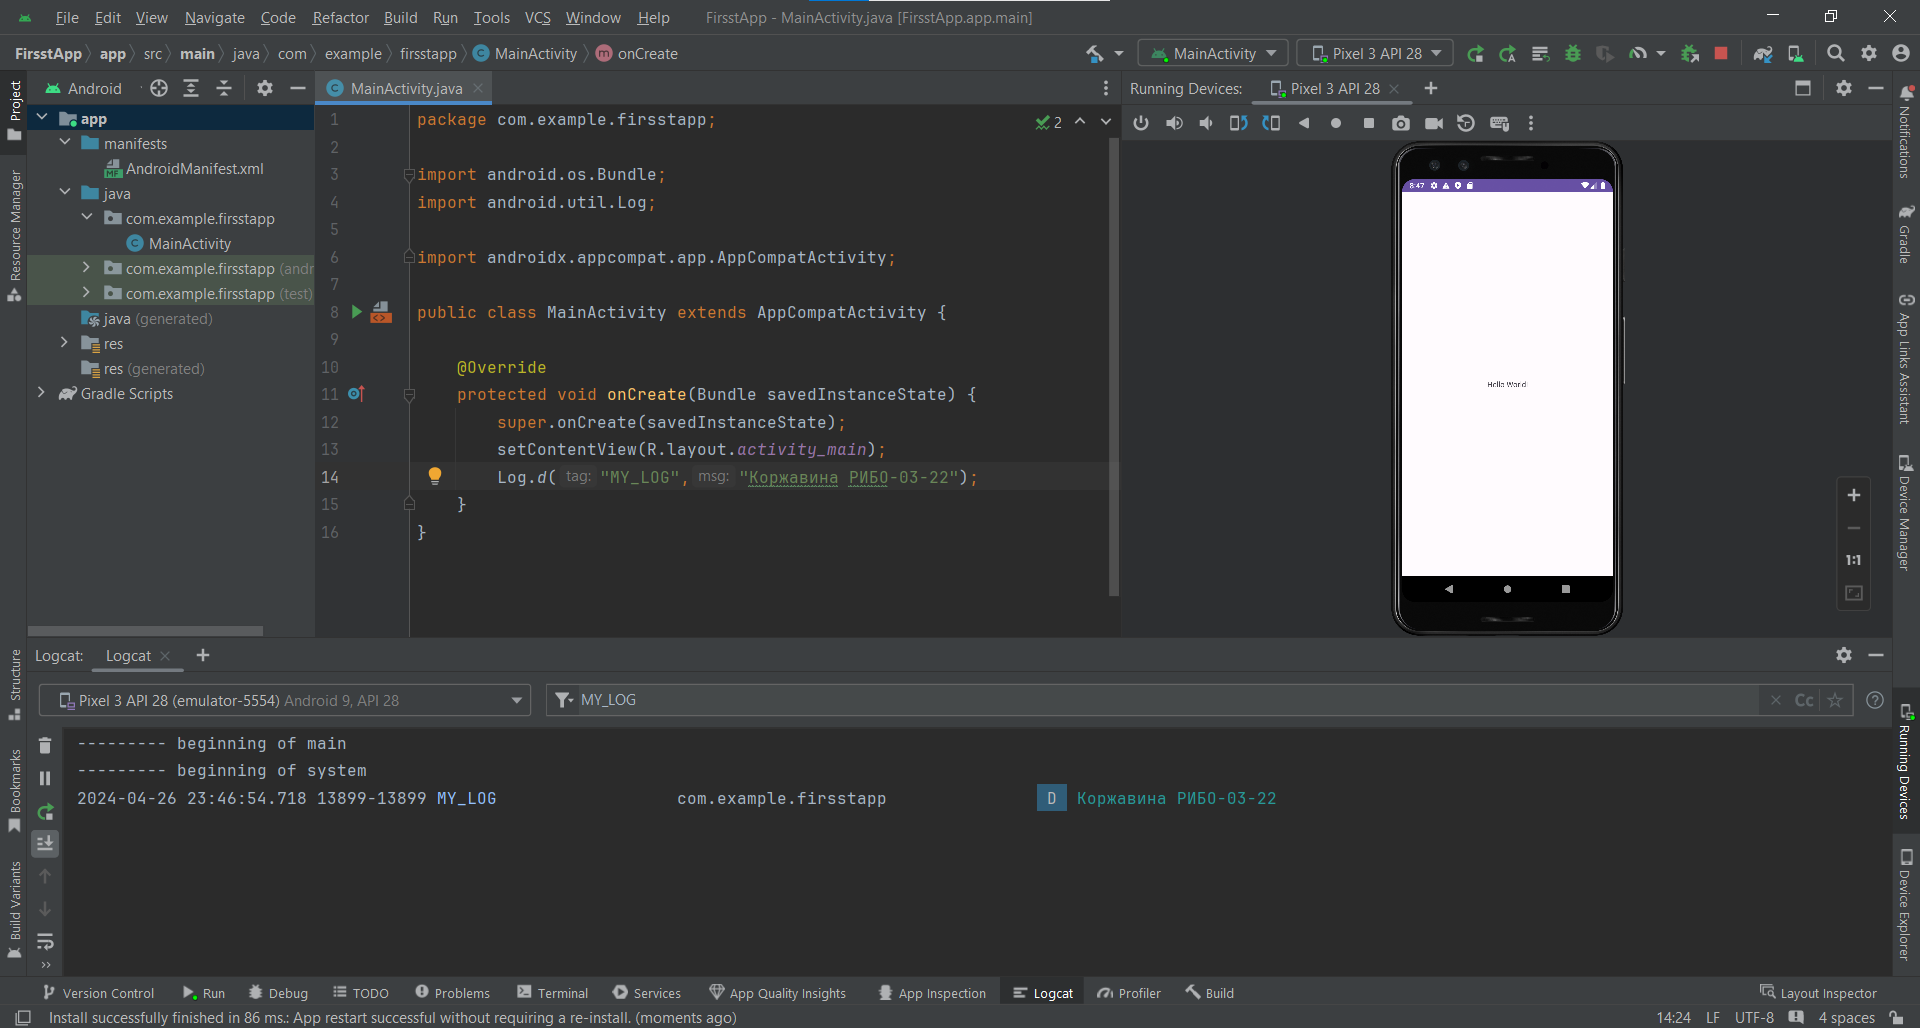 File Edit View Navigate Code Refactor Build Run Tools VCS Window Help FirsstApp - MainActivity.java [FirsstApp.app.main]
FirsstApp app src main java com example firsstapp MainActivity onCreate
MainActivity Pixel 3 API 28
Android
MainActivity.java
Running Devices: Pixel 3 API 28
Project
Resource Manager
Structure
Bookmarks
Build Variants
app
manifests
AndroidManifest.xml
java
com.example.firsstapp
MainActivity
com.example.firsstapp (andr
com.example.firsstapp (test)
java (generated)
res
res (generated)
Gradle Scripts
2
1 package com.example.firsstapp;
2
3 import android.os.Bundle;
4 import android.util.Log;
5
6 import androidx.appcompat.app.AppCompatActivity;
7
8 public class MainActivity extends AppCompatActivity {
9
10 @Override
11 protected void onCreate(Bundle savedInstanceState) {
12 super.onCreate(savedInstanceState);
13 setContentView(R.layout.activity_main);
14 Log.d( tag: "MY_LOG", msg: "Коржавина РИБО-03-22");
15 }
16 }
8:47
Hello World!
1:1
Notifications
Gradle
App Links Assistant
Device Manager
Running Devices
Device Explorer
Logcat: Logcat
Pixel 3 API 28 (emulator-5554) Android 9, API 28
MY_LOG
Cc
--------- beginning of main
--------- beginning of system
2024-04-26 23:46:54.718 13899-13899 MY_LOG com.example.firsstapp D Коржавина РИБО-03-22
Version Control Run Debug TODO Problems Terminal Services App Quality Insights App Inspection Logcat Profiler Build Layout Inspector
Install successfully finished in 86 ms.: App restart successful without requiring a re-install. (moments ago)
14:24 LF UTF-8 4 spaces